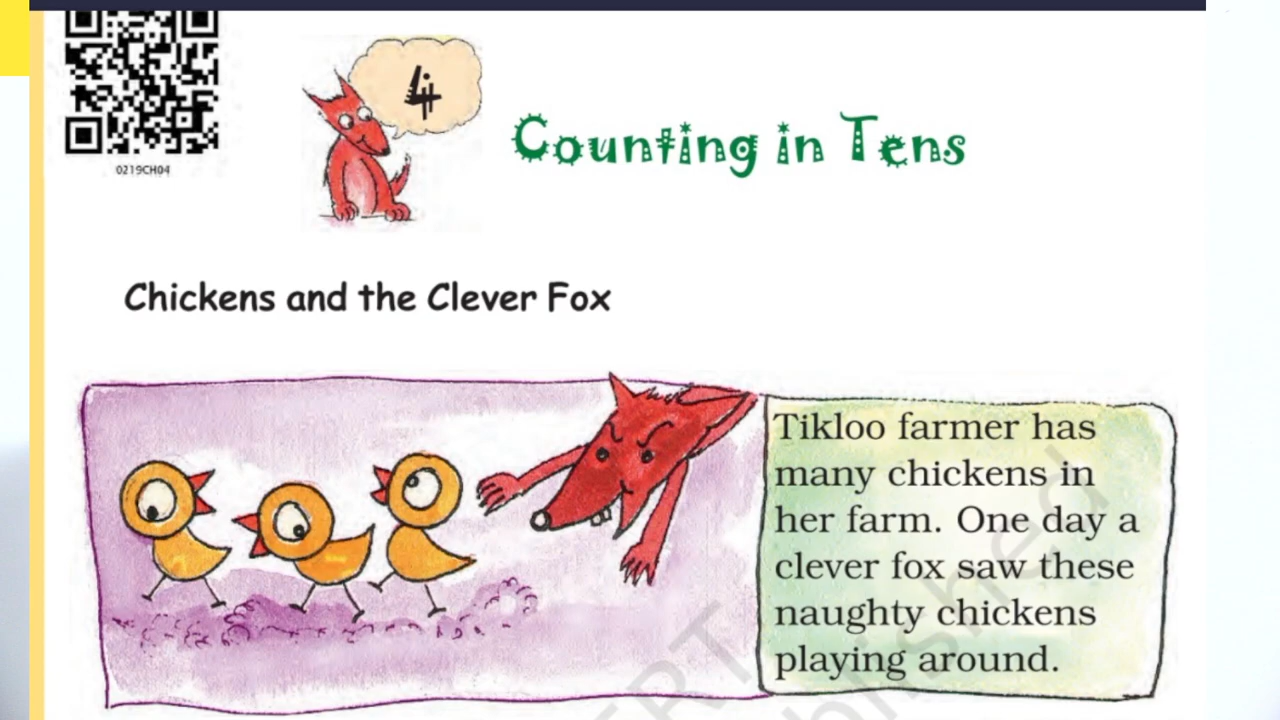 4
Counting in Tens
0219CH04
Chickens and the Clever Fox
Tikloo farmer has
many chickens in
her farm. One day a
clever fox saw these
naughty chickens
playing around.